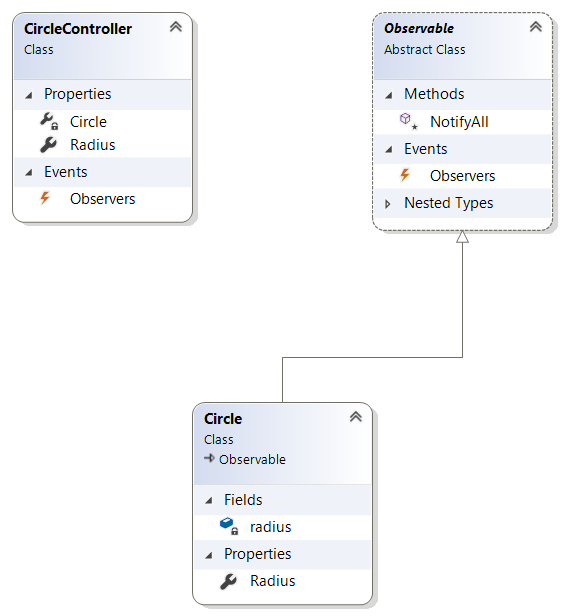 CircleController
Class
Properties
Circle
Radius
Events
Observers
Observable
Abstract Class
Methods
NotifyAll
Events
Observers
Nested Types
Circle
Class
Observable
Fields
radius
Properties
Radius